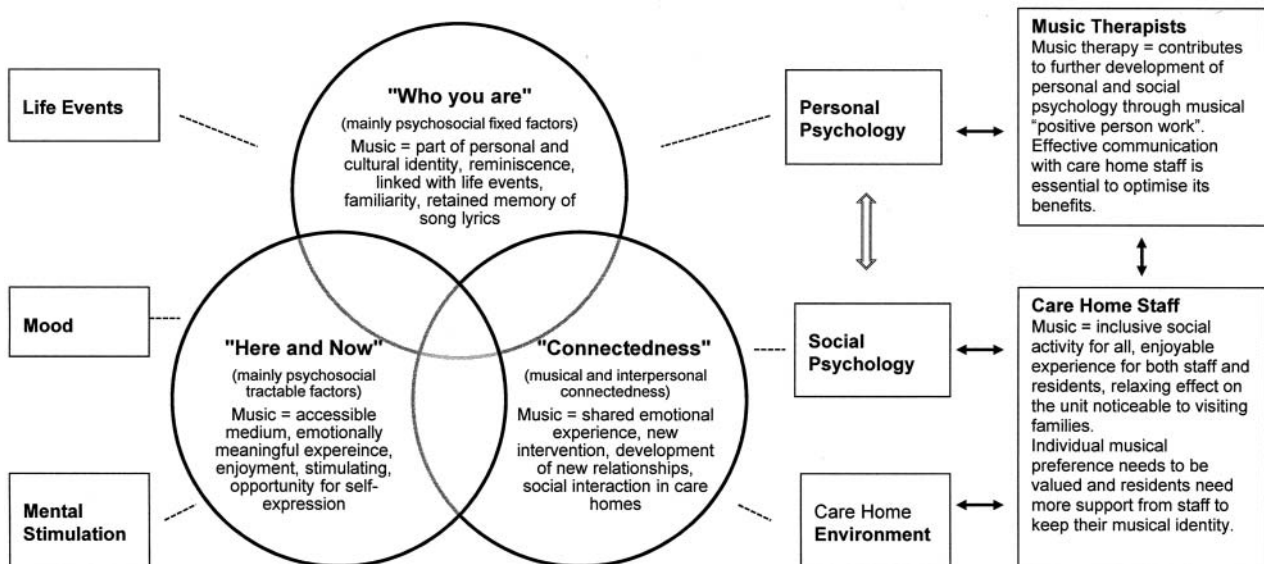 Life Events
Mood
Mental
Stimulation
"Who you are"
(mainly psychosocial fixed factors)
Music = part of personal and
cultural identity, reminiscence,
linked with life events,
familiarity, retained memory of
song lyrics
"Here and Now"
(mainly psychosocial
tractable factors)
Music = accessible
medium, emotionally
meaningful expereince,
enjoyment, stimulating,
opportunity for self-
expression
"Connectedness"
(musical and interpersonal
connectedness)
Music = shared emotional
experience, new
intervention, development
of new relationships,
social interaction in care
homes
Personal
Psychology
Social
Psychology
Care Home
Environment
Music Therapists
Music therapy = contributes
to further development of
personal and social
psychology through musical
“positive person work”.
Effective communication
with care home staff is
essential to optimise its
benefits.
Care Home Staff
Music = inclusive social
activity for all, enjoyable
experience for both staff and
residents, relaxing effect on
the unit noticeable to visiting
families.
Individual musical
preference needs to be
valued and residents need
more support from staff to
keep their musical identity.